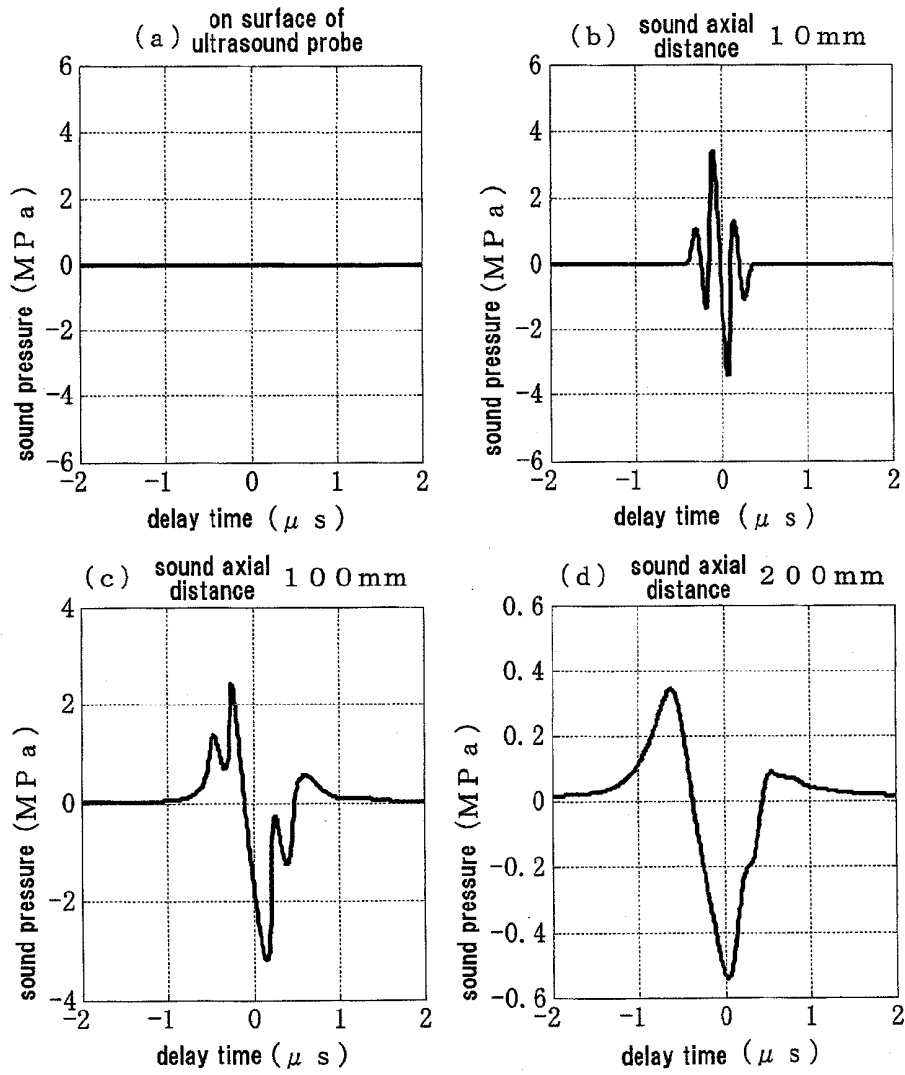 (a) on surface of
ultrasound probe
6
4
2
0
-2
-4
-6
-2 -1 0 1 2
sound pressure (MPa)
delay time (μs)
(b) sound axial
distance 10mm
6
4
2
0
-2
-4
-6
-2 -1 0 1 2
sound pressure (MPa)
delay time (μs)
(c) sound axial
distance 100mm
4
2
0
-2
-4
-2 -1 0 1 2
sound pressure (MPa)
delay time (μs)
(d) sound axial
distance 200mm
0.6
0.4
0.2
0
-0.2
-0.4
-0.6
-2 -1 0 1 2
sound pressure (MPa)
delay time (μs)